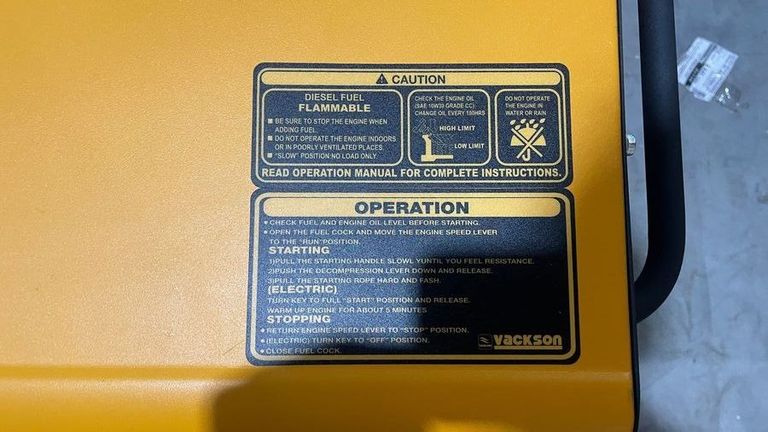 CAUTION
DIESEL FUEL
FLAMMABLE
■ BE SURE TO STOP THE ENGINE WHEN
ADDING FUEL.
■ DO NOT OPERATE THE ENGINE INDOORS
OR IN POORLY VENTILATED PLACES.
■ "SLOW" POSITION:NO LOAD ONLY.
CHECK THE ENGINE OIL
(SAE 10W30 GRADE CC)
CHANGE OIL EVERY 100HRS
HIGH LIMIT
LOW LIMIT
DO NOT OPERATE
THE ENGINE IN
WATER OR RAIN
READ OPERATION MANUAL FOR COMPLETE INSTRUCTIONS.
OPERATION
• CHECK FUEL AND ENGINE OIL LEVEL BEFORE STARTING.
• OPEN THE FUEL COCK AND MOVE THE ENGINE SPEED LEVER
TO THE "RUN" POSITION.
STARTING
1)PULL THE STARTING HANDLE SLOWL YUNTIL YOU FEEL RESISTANCE.
2)PUSH THE DECOMPRESSION LEVER DOWN AND RELEASE.
3)PULL THE STARTING ROPE HARD AND FASH.
(ELECTRIC)
TURN KEY TO FULL "START" POSITION AND RELEASE.
WARM UP ENGINE FOR ABOUT 5 MINUTES
STOPPING
• RETURN ENGINE SPEED LEVER TO "STOP" POSITION.
• (ELECTRIC) TURN KEY TO "OFF" POSITION.
• CLOSE FUEL COCK.
vackson